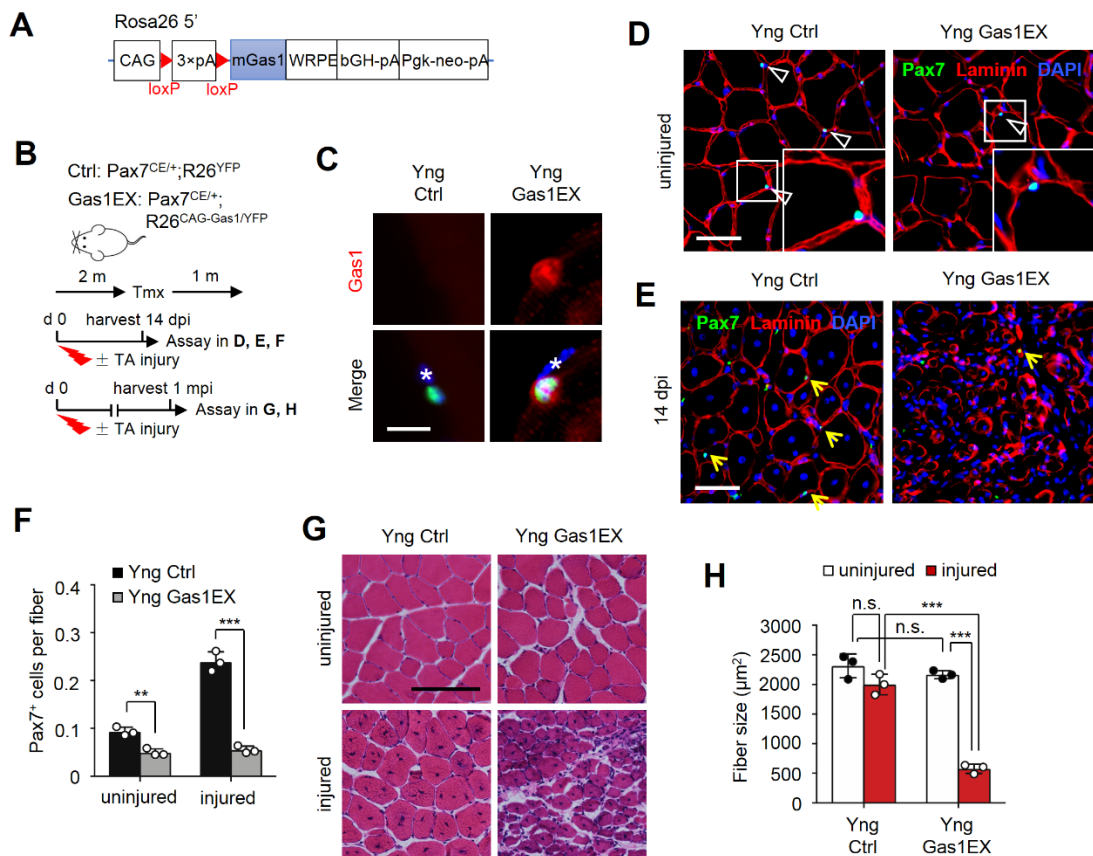 A
Rosa26 5'
CAG
3×pA
mGas1
WRPE
bGH-pA
Pgk-neo-pA
loxP
loxP
B
Ctrl: Pax7CE/+;R26YFP
Gas1EX: Pax7CE/+;
R26CAG-Gas1/YFP
2 m
Tmx
1 m
d 0
harvest 14 dpi
Assay in D, E, F
± TA injury
d 0
harvest 1 mpi
Assay in G, H
± TA injury
C
Yng
Ctrl
Yng
Gas1EX
Gas1
Merge
*
*
D
Yng Ctrl
Yng Gas1EX
Pax7 Laminin DAPI
uninjured
E
Yng Ctrl
Yng Gas1EX
Pax7 Laminin DAPI
14 dpi
F
Yng Ctrl
Yng Gas1EX
Pax7+ cells per fiber
0.4
0.3
0.2
0.1
0
**
***
uninjured
injured
G
Yng Ctrl
Yng Gas1EX
uninjured
injured
H
uninjured
injured
n.s.
***
n.s.
***
Fiber size (µm2)
3000
2500
2000
1500
1000
500
0
Yng
Ctrl
Yng
Gas1EX